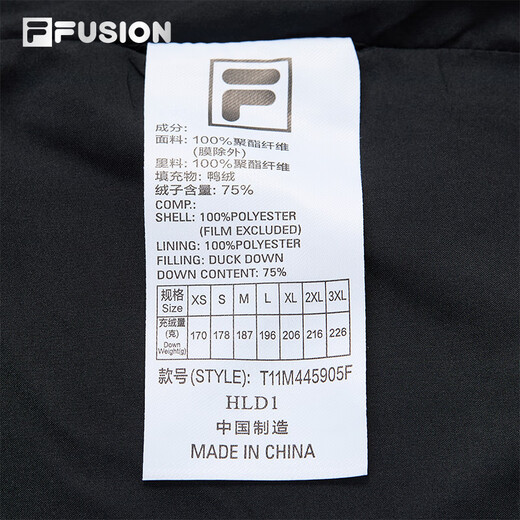 FUSION
成分:
面料: 100%聚酯纤维
(膜除外)
里料: 100%聚酯纤维
填充物: 鸭绒
绒子含量: 75%
COMP.:
SHELL: 100%POLYESTER
(FILM EXCLUDED)
LINING: 100%POLYESTER
FILLING: DUCK DOWN
DOWN CONTENT: 75%
规格 Size XS S M L XL 2XL 3XL
充绒量 (克) Down Weight(g) 170 178 187 196 206 216 226
款号(STYLE): T11M445905F
HLD1
中国制造
MADE IN CHINA